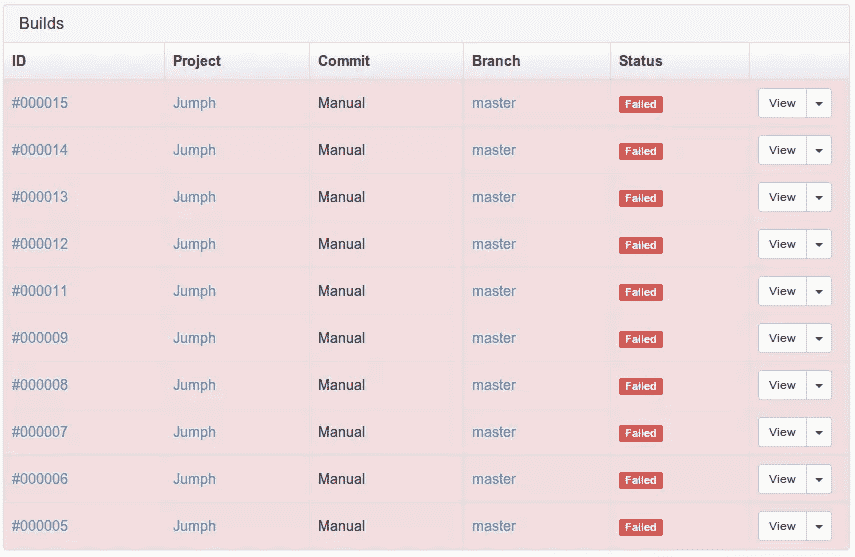 Builds
ID Project Commit Branch Status
#000015 Jumph Manual master Failed View
#000014 Jumph Manual master Failed View
#000013 Jumph Manual master Failed View
#000012 Jumph Manual master Failed View
#000011 Jumph Manual master Failed View
#000009 Jumph Manual master Failed View
#000008 Jumph Manual master Failed View
#000007 Jumph Manual master Failed View
#000006 Jumph Manual master Failed View
#000005 Jumph Manual master Failed View